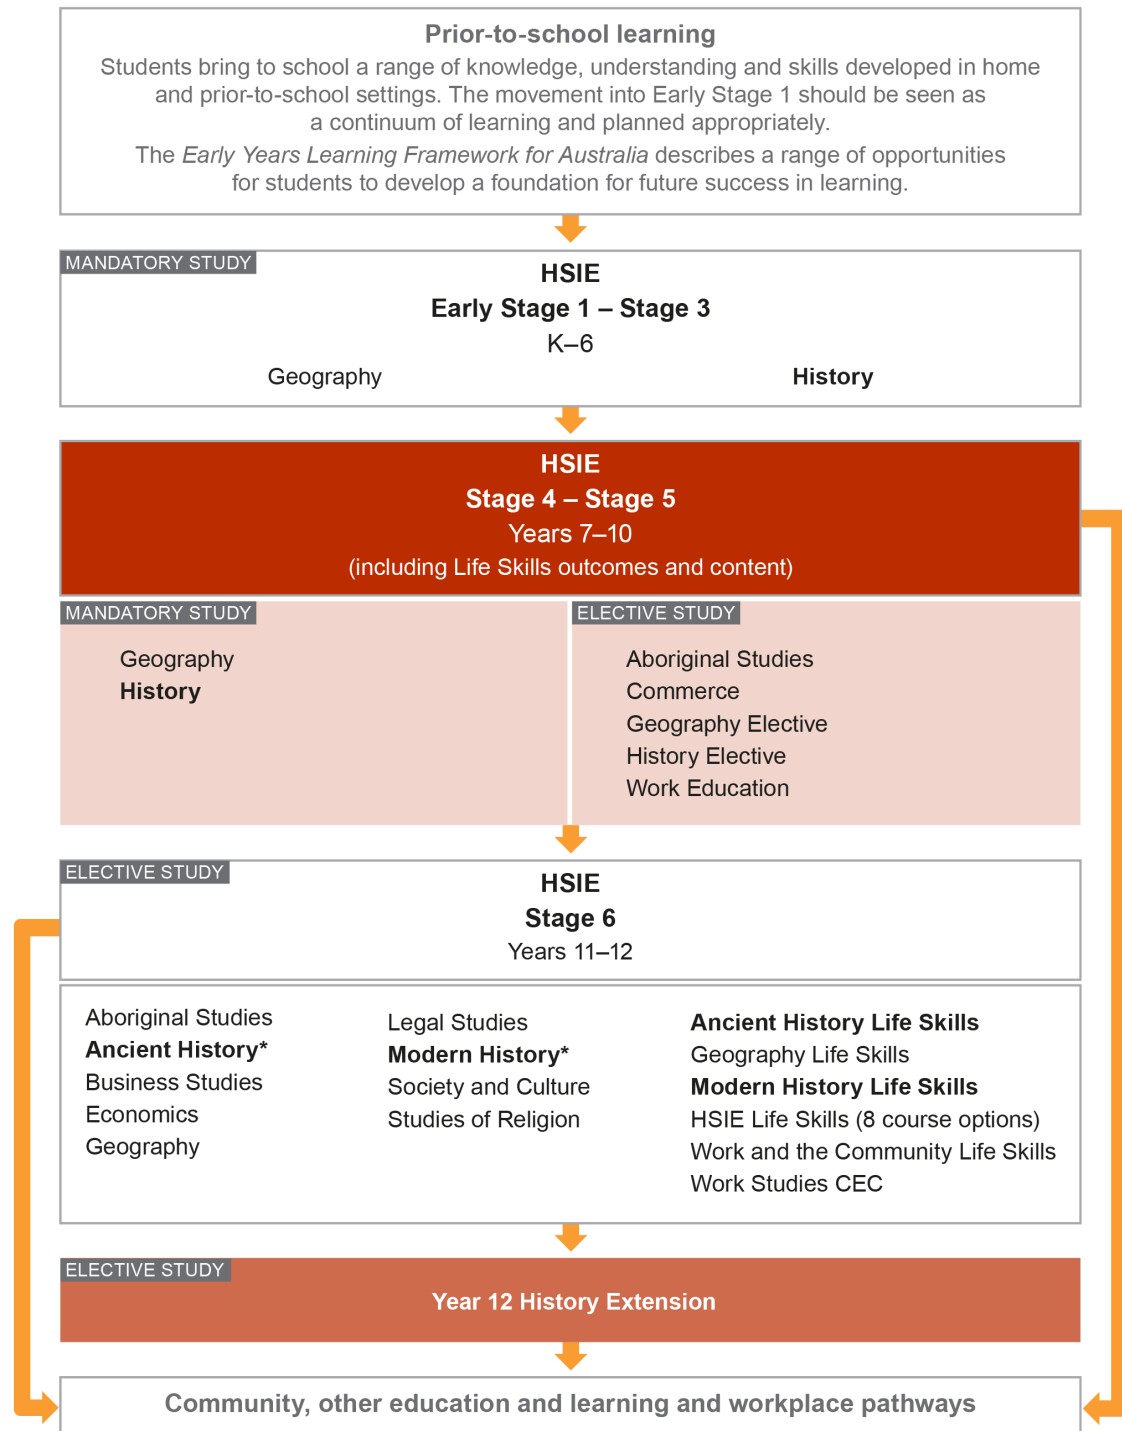 Prior-to-school learning
Students bring to school a range of knowledge, understanding and skills developed in home
and prior-to-school settings. The movement into Early Stage 1 should be seen as
a continuum of learning and planned appropriately.
The Early Years Learning Framework for Australia describes a range of opportunities
for students to develop a foundation for future success in learning.
MANDATORY STUDY
HSIE
Early Stage 1 – Stage 3
K–6
Geography
History
HSIE
Stage 4 – Stage 5
Years 7–10
(including Life Skills outcomes and content)
MANDATORY STUDY
Geography
History
ELECTIVE STUDY
Aboriginal Studies
Commerce
Geography Elective
History Elective
Work Education
ELECTIVE STUDY
HSIE
Stage 6
Years 11–12
Aboriginal Studies
Ancient History*
Business Studies
Economics
Geography
Legal Studies
Modern History*
Society and Culture
Studies of Religion
Ancient History Life Skills
Geography Life Skills
Modern History Life Skills
HSIE Life Skills (8 course options)
Work and the Community Life Skills
Work Studies CEC
ELECTIVE STUDY
Year 12 History Extension
Community, other education and learning and workplace pathways